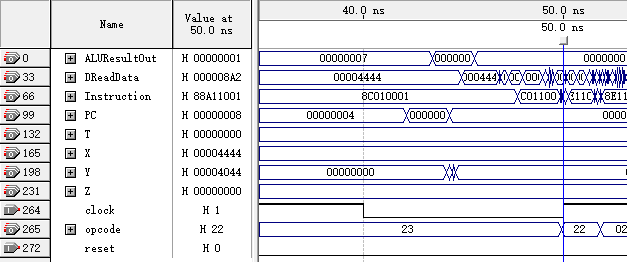 Name Value at 50.0 ns 40.0 ns 50.0 ns
50.0 ns
0 ALUResultOut H 00000001 00000007 000000 0000000
33 DReadData H 000008A2 00004444 000444
66 Instruction H 88A11001 8C010001 C01100 8E11
99 PC H 00000008 00000004 000000 0000
132 T H 00000000
165 X H 00004444
198 Y H 00004044 00000000
231 Z H 00000000
264 clock H 1
265 opcode H 22 23 22 02
272 reset H 0